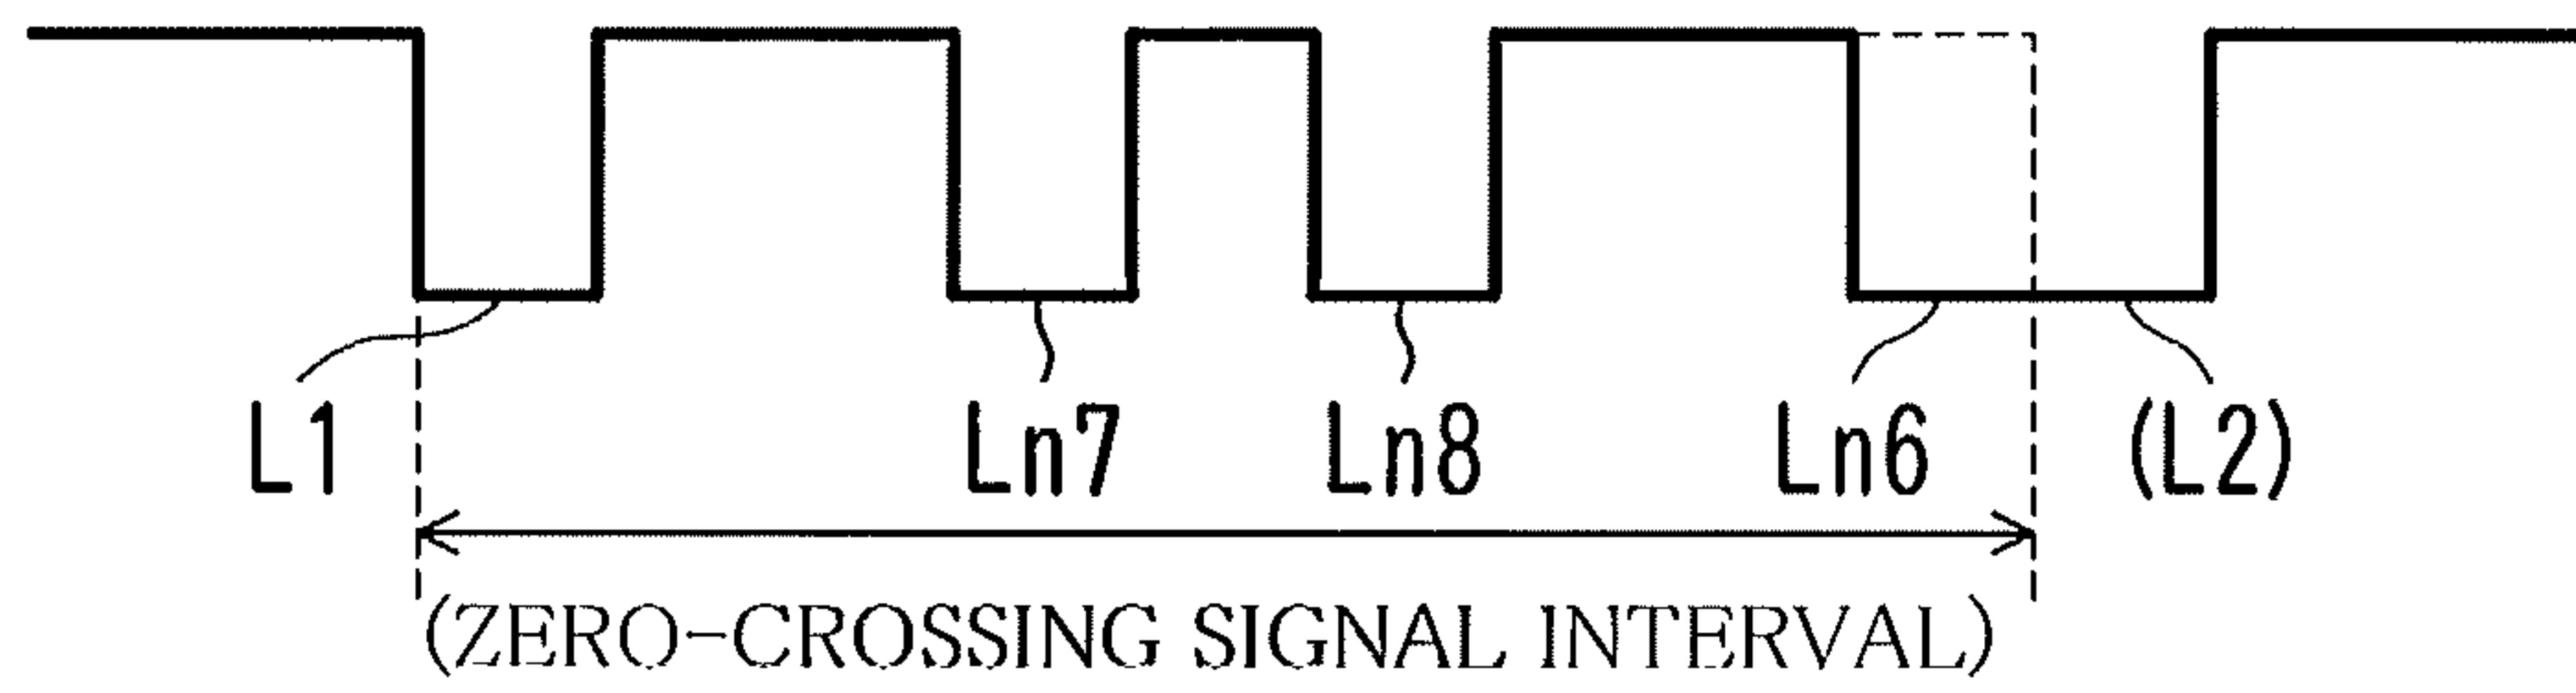 L1 Ln7 Ln8 Ln6 (L2)
(ZERO-CROSSING SIGNAL INTERVAL)